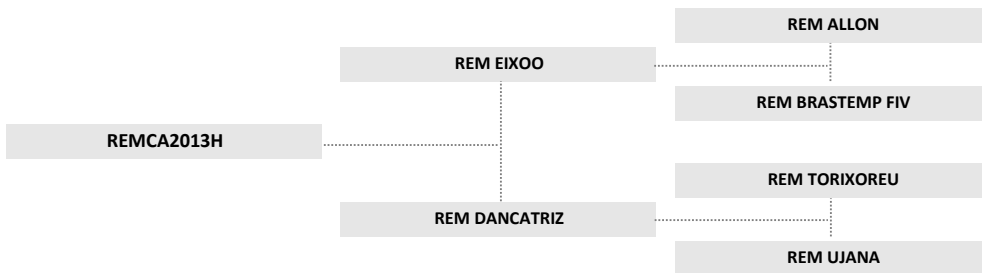 REM ALLON
REM EIXOO
REM BRASTEMP FIV
REMCA2013H
REM TORIXOREU
REM DANCATRIZ
REM UJANA